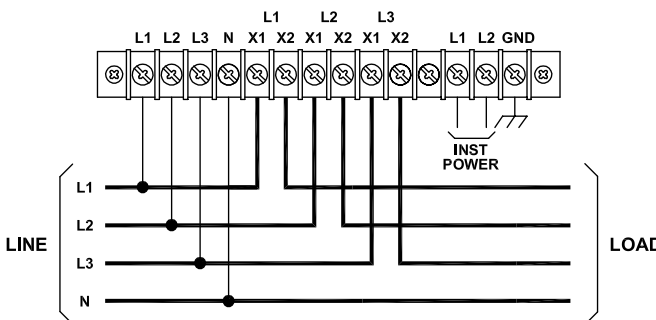 L1 L2 L3
L1 L2 L3 N X1 X2 X1 X2 X1 X2 L1 L2 GND
INST
POWER
L1
L2
LINE LOAD
L3
N